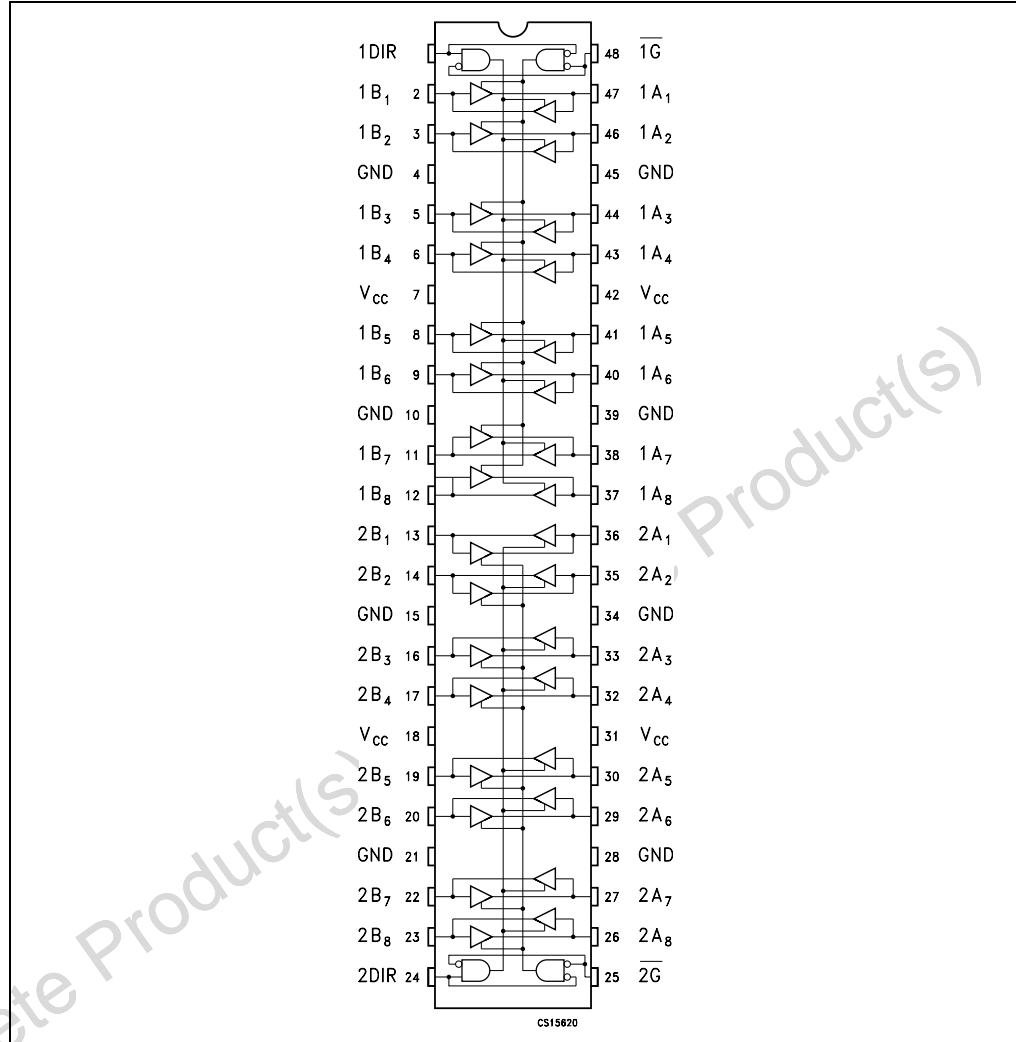 1DIR 48 1G
1B1 2 47 1A1
1B2 3 46 1A2
GND 4 45 GND
1B3 5 44 1A3
1B4 6 43 1A4
VCC 7 42 VCC
1B5 8 41 1A5
1B6 9 40 1A6
GND 10 39 GND
1B7 11 38 1A7
1B8 12 37 1A8
2B1 13 36 2A1
2B2 14 35 2A2
GND 15 34 GND
2B3 16 33 2A3
2B4 17 32 2A4
VCC 18 31 VCC
2B5 19 30 2A5
2B6 20 29 2A6
GND 21 28 GND
2B7 22 27 2A7
2B8 23 26 2A8
2DIR 24 25 2G
CS15620
ete Product(s)
Product(s)